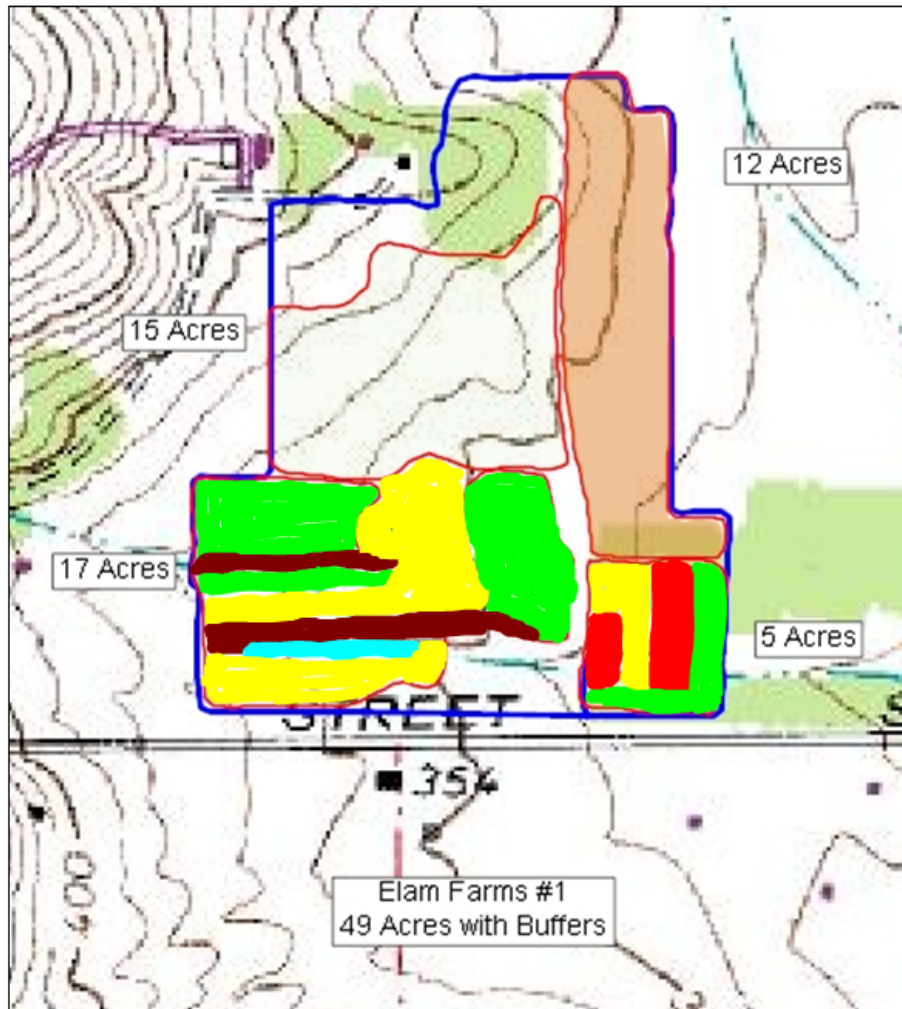 12 Acres
15 Acres
17 Acres
5 Acres
STREET
S
354
Elam Farms #1
49 Acres with Buffers
400